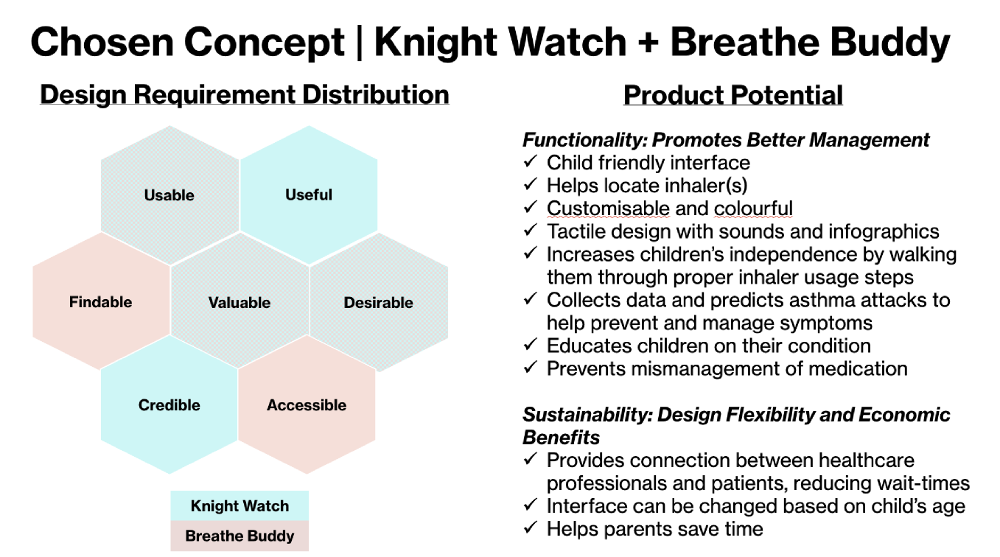 Chosen Concept | Knight Watch + Breathe Buddy
Design Requirement Distribution
Usable
Useful
Findable
Valuable
Desirable
Credible
Accessible
Knight Watch
Breathe Buddy
Product Potential
Functionality: Promotes Better Management
✓ Child friendly interface
✓ Helps locate inhaler(s)
✓ Customisable and colourful
✓ Tactile design with sounds and infographics
✓ Increases children’s independence by walking
them through proper inhaler usage steps
✓ Collects data and predicts asthma attacks to
help prevent and manage symptoms
✓ Educates children on their condition
✓ Prevents mismanagement of medication
Sustainability: Design Flexibility and Economic
Benefits
✓ Provides connection between healthcare
professionals and patients, reducing wait-times
✓ Interface can be changed based on child’s age
✓ Helps parents save time